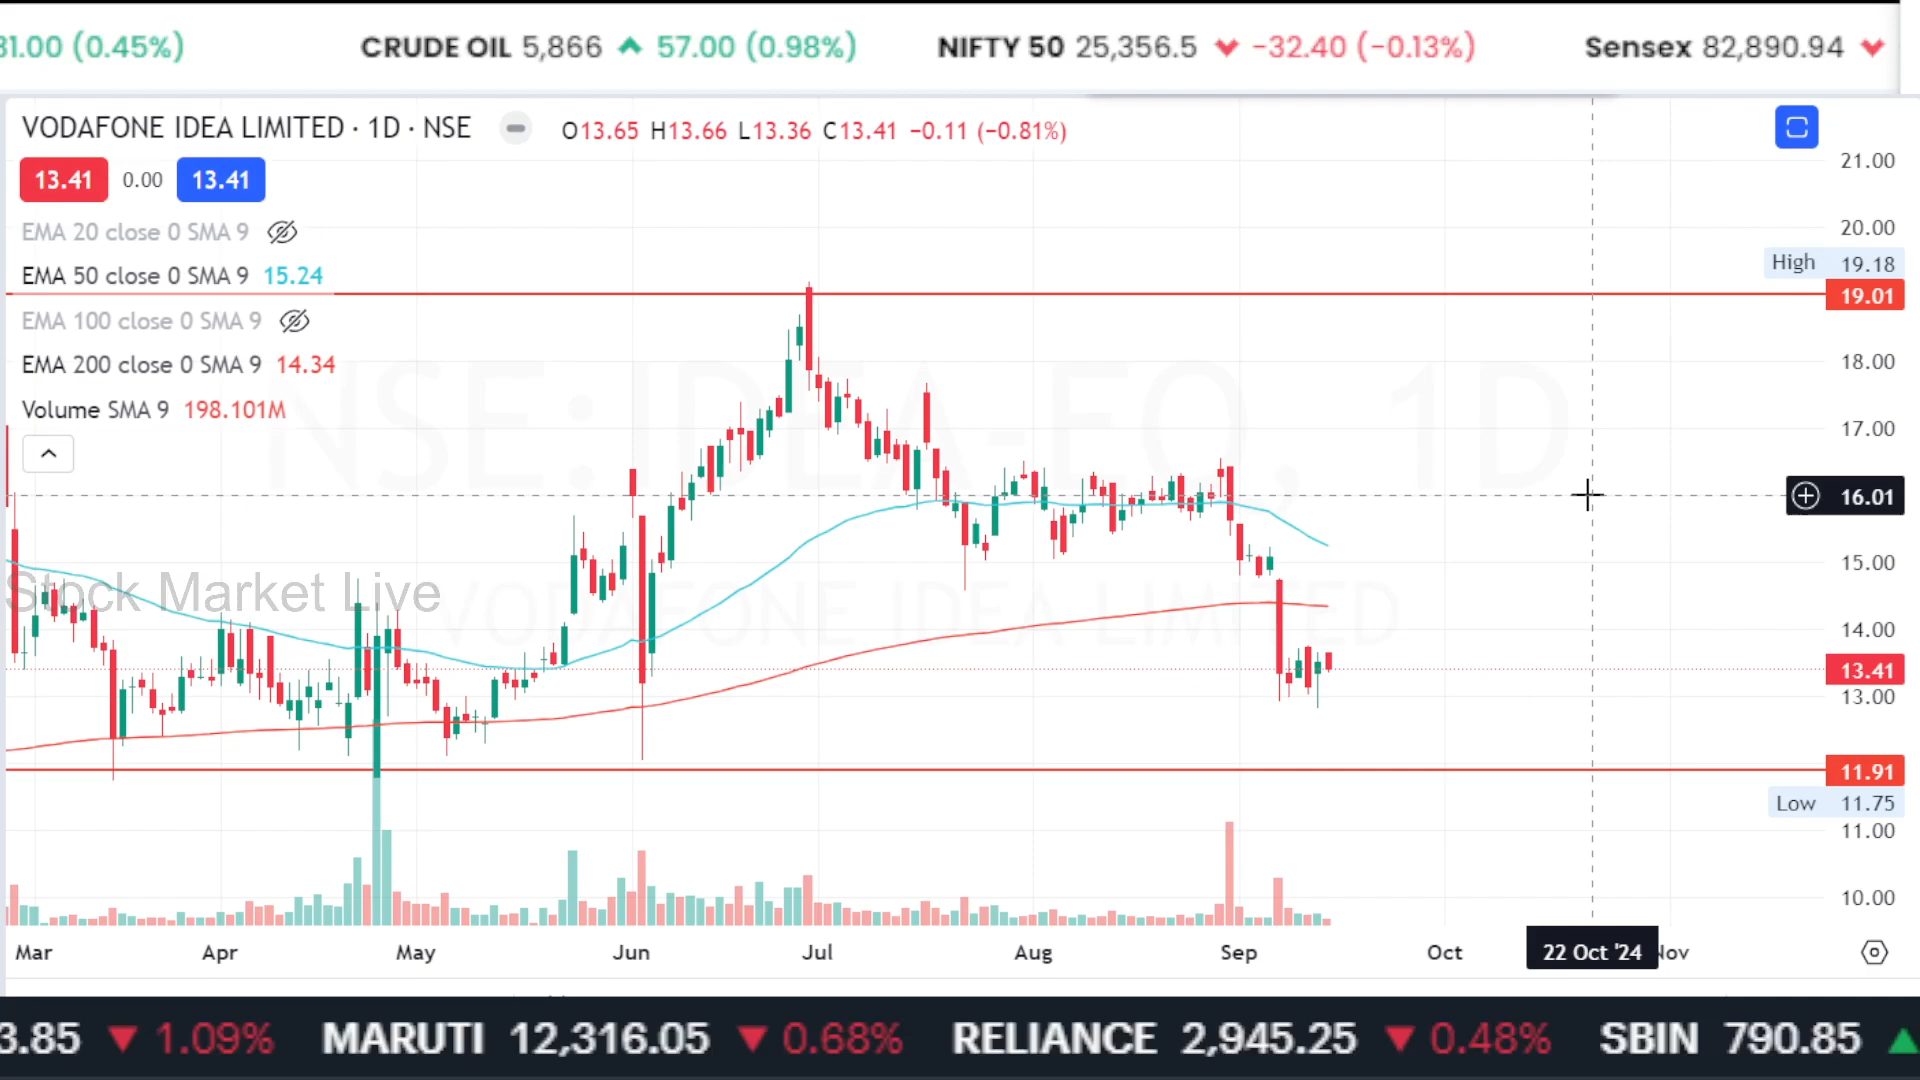 31.00 (0.45%) CRUDE OIL 5,866 57.00 (0.98%) NIFTY 50 25,356.5 −32.40 (−0.13%) Sensex 82,890.94
VODAFONE IDEA LIMITED · 1D · NSE O13.65 H13.66 L13.36 C13.41 −0.11 (−0.81%)
13.41 0.00 13.41
EMA 20 close 0 SMA 9
EMA 50 close 0 SMA 9 15.24
EMA 100 close 0 SMA 9
EMA 200 close 0 SMA 9 14.34
Volume SMA 9 198.101M
NSE:IDEA-EQ, 1D
VODAFONE IDEA LIMITED
Stock Market Live
21.00
20.00
High 19.18
19.01
18.00
17.00
16.01
15.00
14.00
13.41
13.00
11.91
Low 11.75
11.00
10.00
Mar Apr May Jun Jul Aug Sep Oct 22 Oct '24 Nov
3.85 ▼ 1.09% MARUTI 12,316.05 ▼ 0.68% RELIANCE 2,945.25 ▼ 0.48% SBIN 790.85 ▲